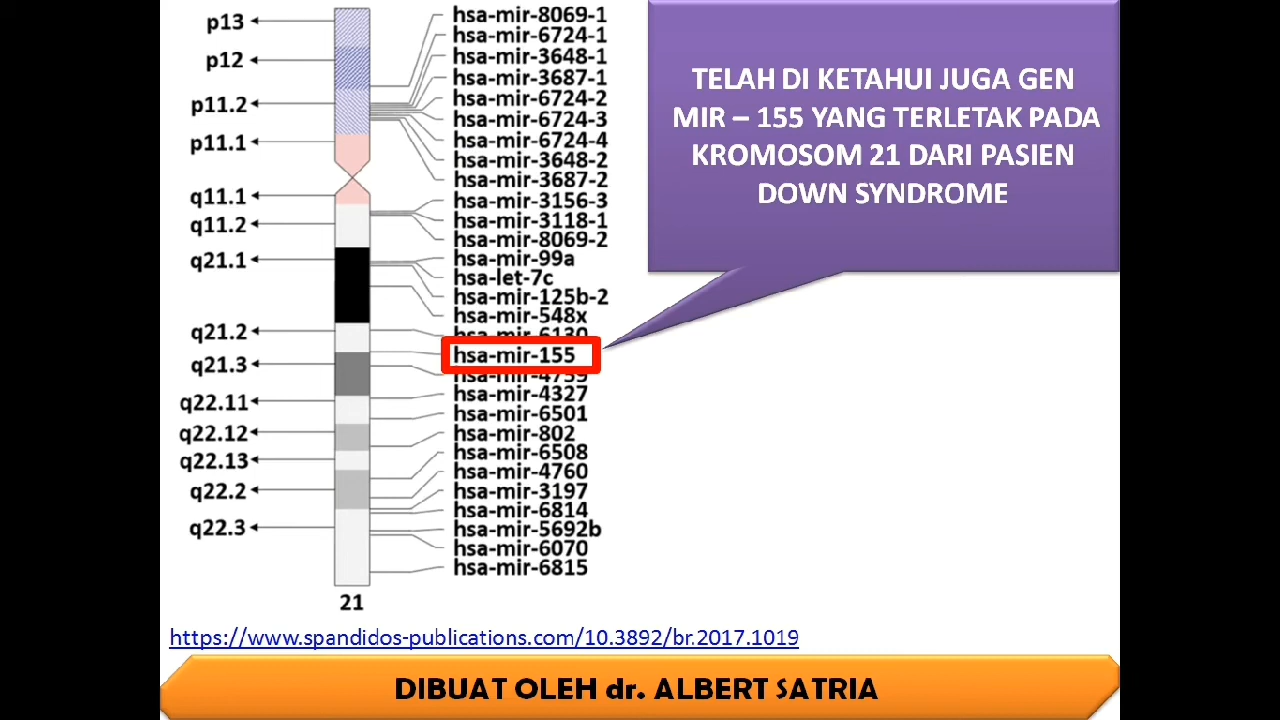 p13
p12
p11.2
p11.1
q11.1
q11.2
q21.1
q21.2
q21.3
q22.11
q22.12
q22.13
q22.2
q22.3
21
hsa-mir-8069-1
hsa-mir-6724-1
hsa-mir-3648-1
hsa-mir-3687-1
hsa-mir-6724-2
hsa-mir-6724-3
hsa-mir-6724-4
hsa-mir-3648-2
hsa-mir-3687-2
hsa-mir-3156-3
hsa-mir-3118-1
hsa-mir-8069-2
hsa-mir-99a
hsa-let-7c
hsa-mir-125b-2
hsa-mir-548x
hsa-mir-6130
hsa-mir-155
hsa-mir-4759
hsa-mir-4327
hsa-mir-6501
hsa-mir-802
hsa-mir-6508
hsa-mir-4760
hsa-mir-3197
hsa-mir-6814
hsa-mir-5692b
hsa-mir-6070
hsa-mir-6815
TELAH DI KETAHUI JUGA GEN
MIR – 155 YANG TERLETAK PADA
KROMOSOM 21 DARI PASIEN
DOWN SYNDROME
https://www.spandidos-publications.com/10.3892/br.2017.1019
DIBUAT OLEH dr. ALBERT SATRIA